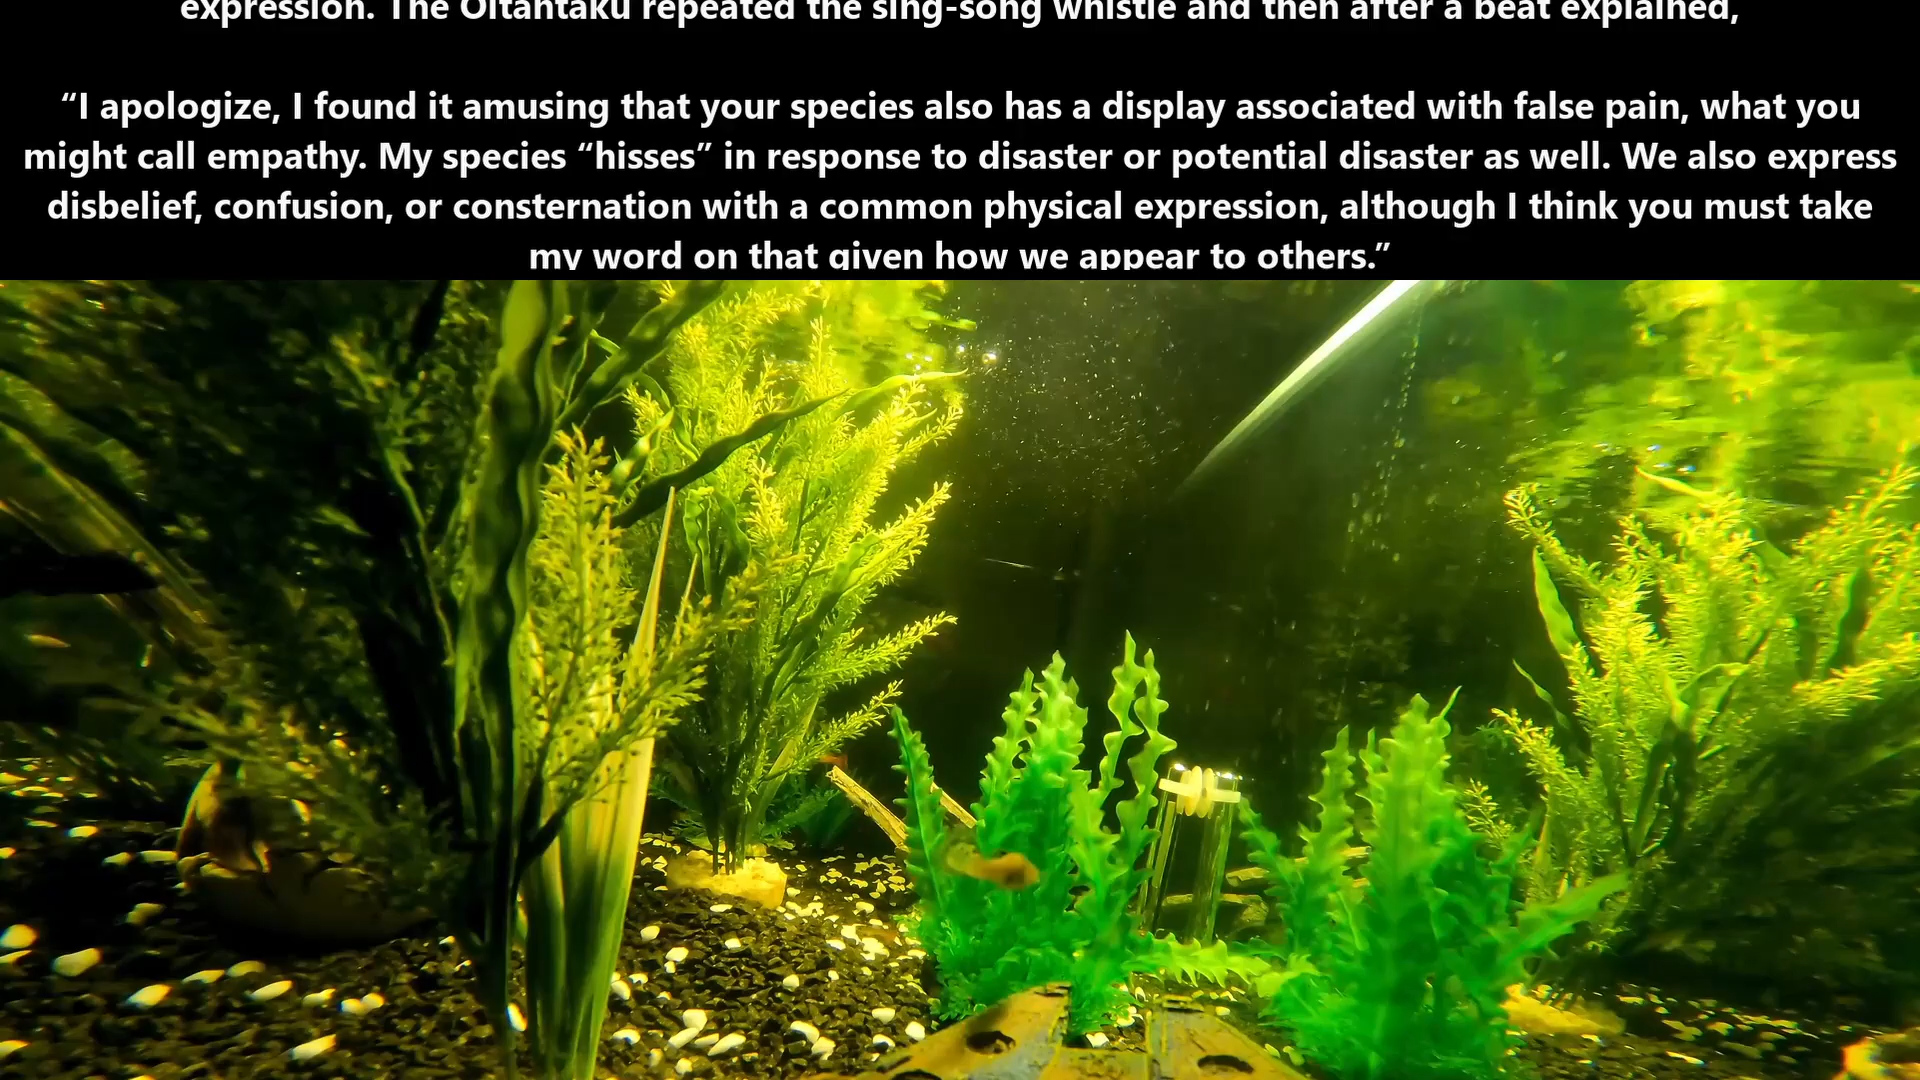 expression. The Oltantaku repeated the sing-song whistle and then after a beat explained,
“I apologize, I found it amusing that your species also has a display associated with false pain, what you
might call empathy. My species “hisses” in response to disaster or potential disaster as well. We also express
disbelief, confusion, or consternation with a common physical expression, although I think you must take
my word on that given how we appear to others.”